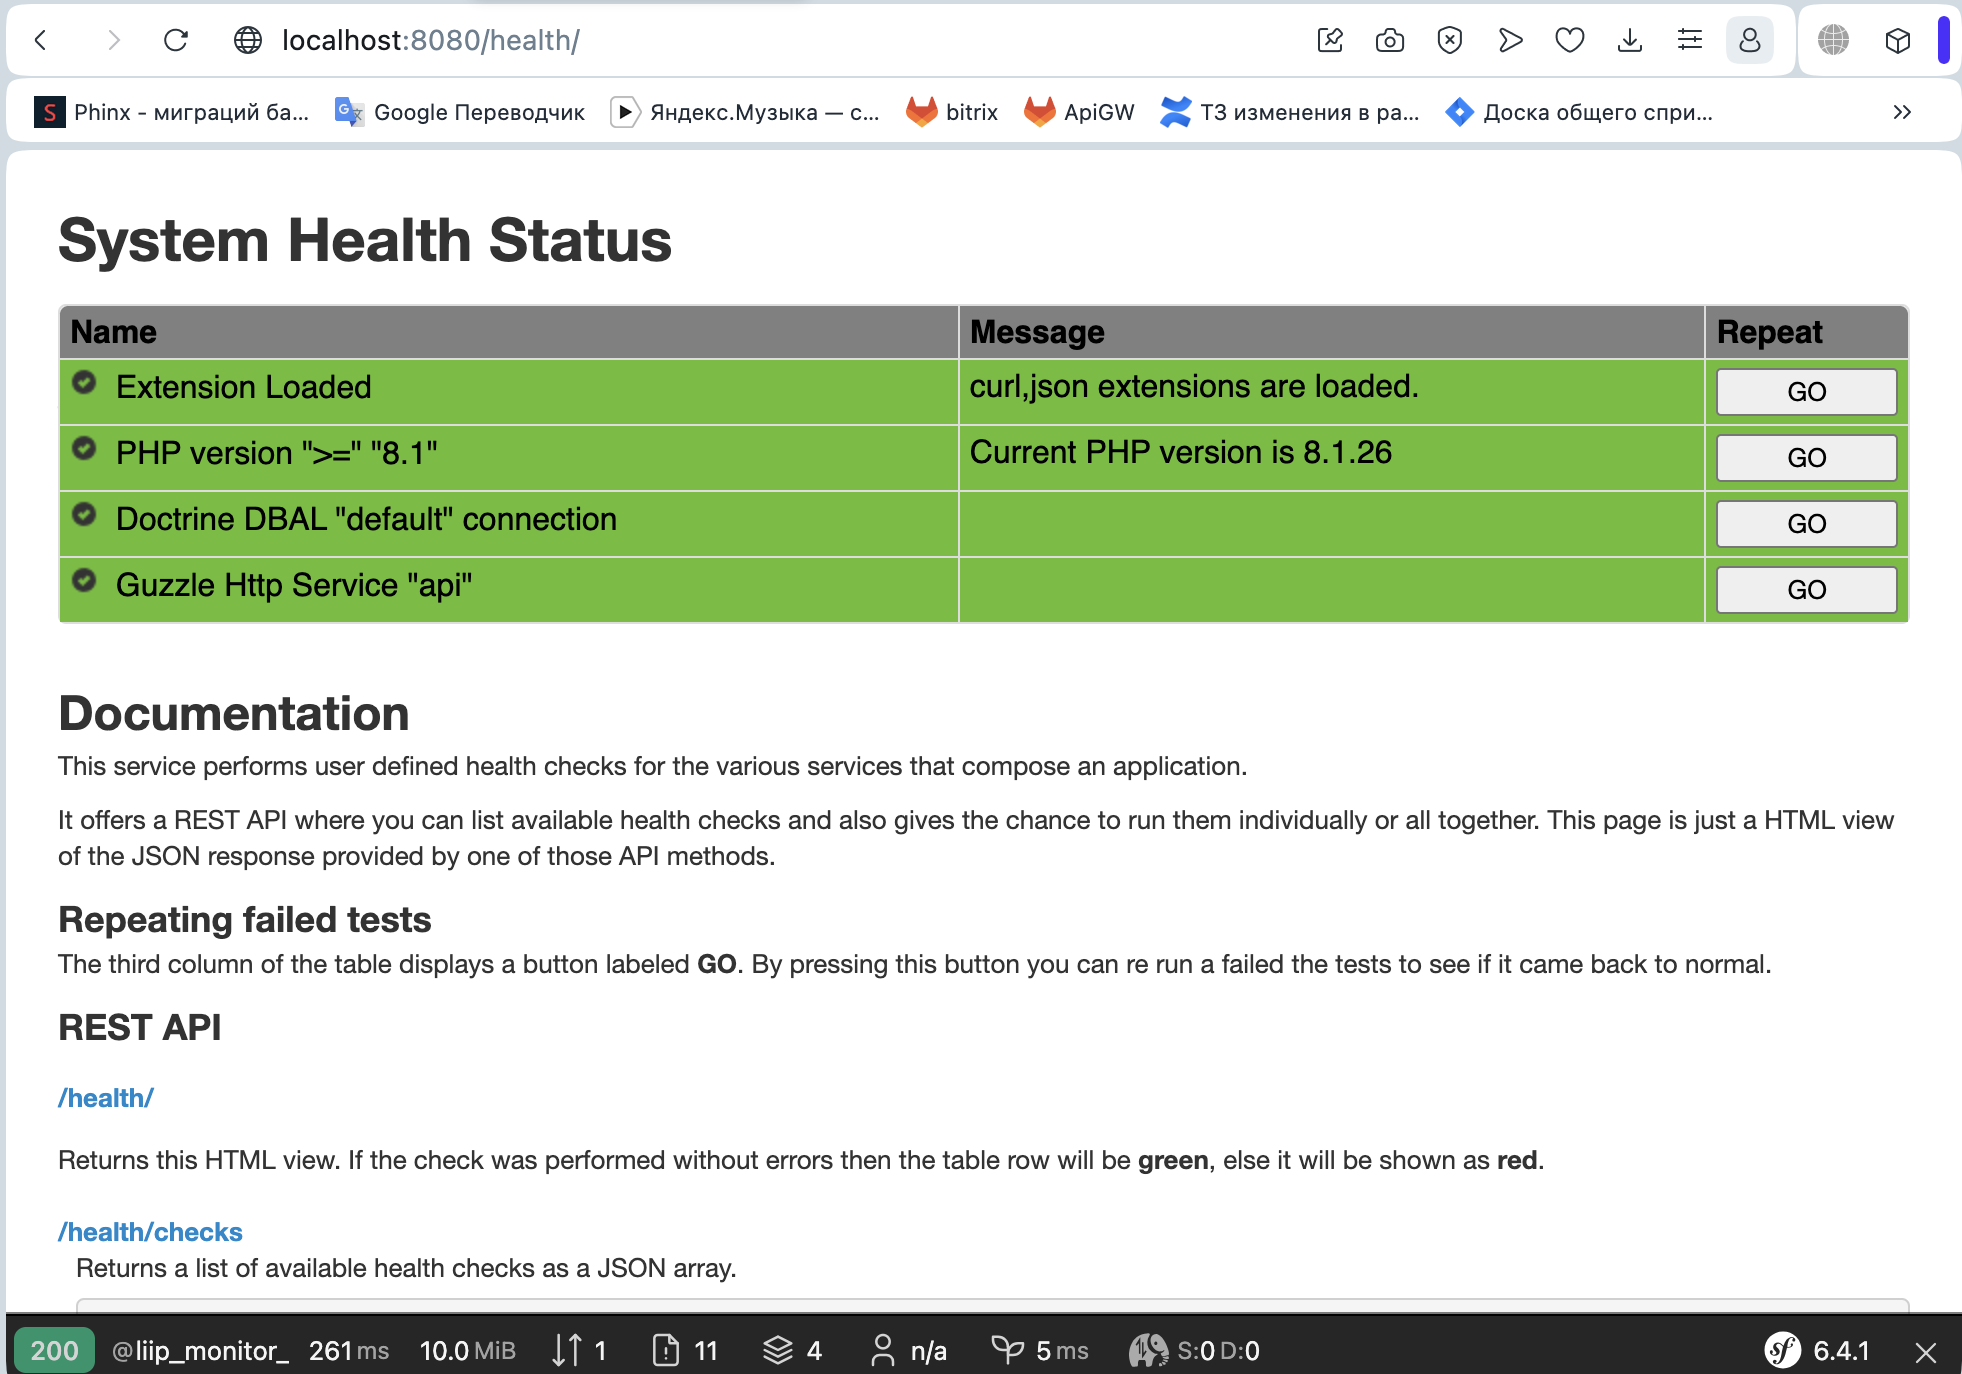 localhost:8080/health/
Phinx - миграций ба... Google Переводчик Яндекс.Музыка — с... bitrix ApiGW ТЗ изменения в ра... Доска общего спри...
System Health Status
Name Message Repeat
Extension Loaded curl,json extensions are loaded. GO
PHP version ">=" "8.1" Current PHP version is 8.1.26 GO
Doctrine DBAL "default" connection GO
Guzzle Http Service "api" GO
Documentation
This service performs user defined health checks for the various services that compose an application.
It offers a REST API where you can list available health checks and also gives the chance to run them individually or all together. This page is just a HTML view
of the JSON response provided by one of those API methods.
Repeating failed tests
The third column of the table displays a button labeled GO. By pressing this button you can re run a failed the tests to see if it came back to normal.
REST API
/health/
Returns this HTML view. If the check was performed without errors then the table row will be green, else it will be shown as red.
/health/checks
Returns a list of available health checks as a JSON array.
200 @liip_monitor_ 261 ms 10.0 MiB 1 11 4 n/a 5 ms S:0 D:0 6.4.1